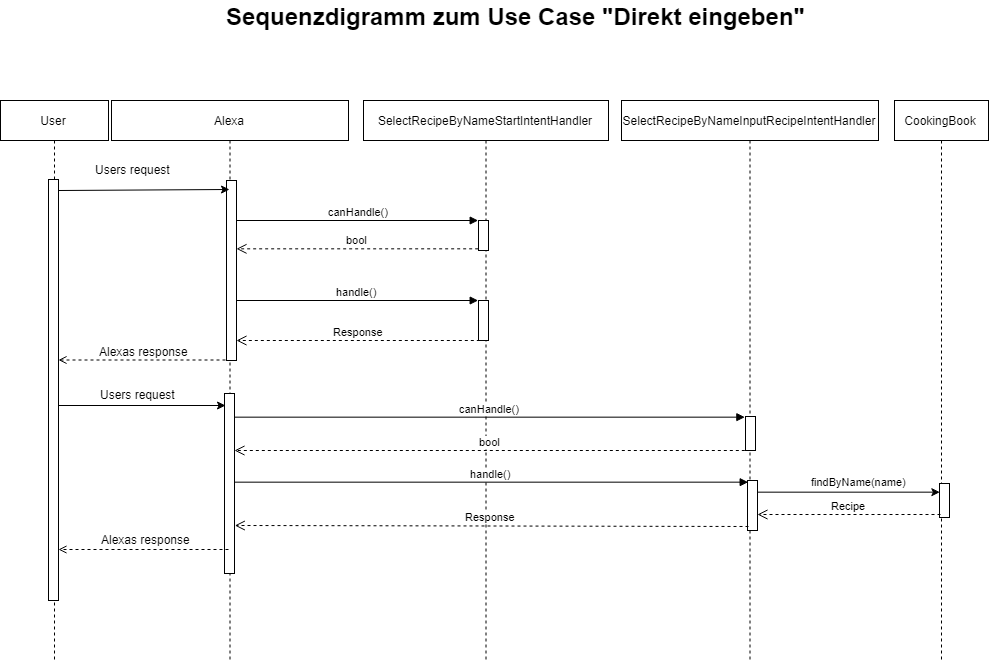 Sequenzdigramm zum Use Case "Direkt eingeben"
User
Alexa
SelectRecipeByNameStartIntentHandler
SelectRecipeByNameInputRecipeIntentHandler
CookingBook
Users request
canHandle()
bool
handle()
Response
Alexas response
Users request
canHandle()
bool
handle()
findByName(name)
Recipe
Response
Alexas response